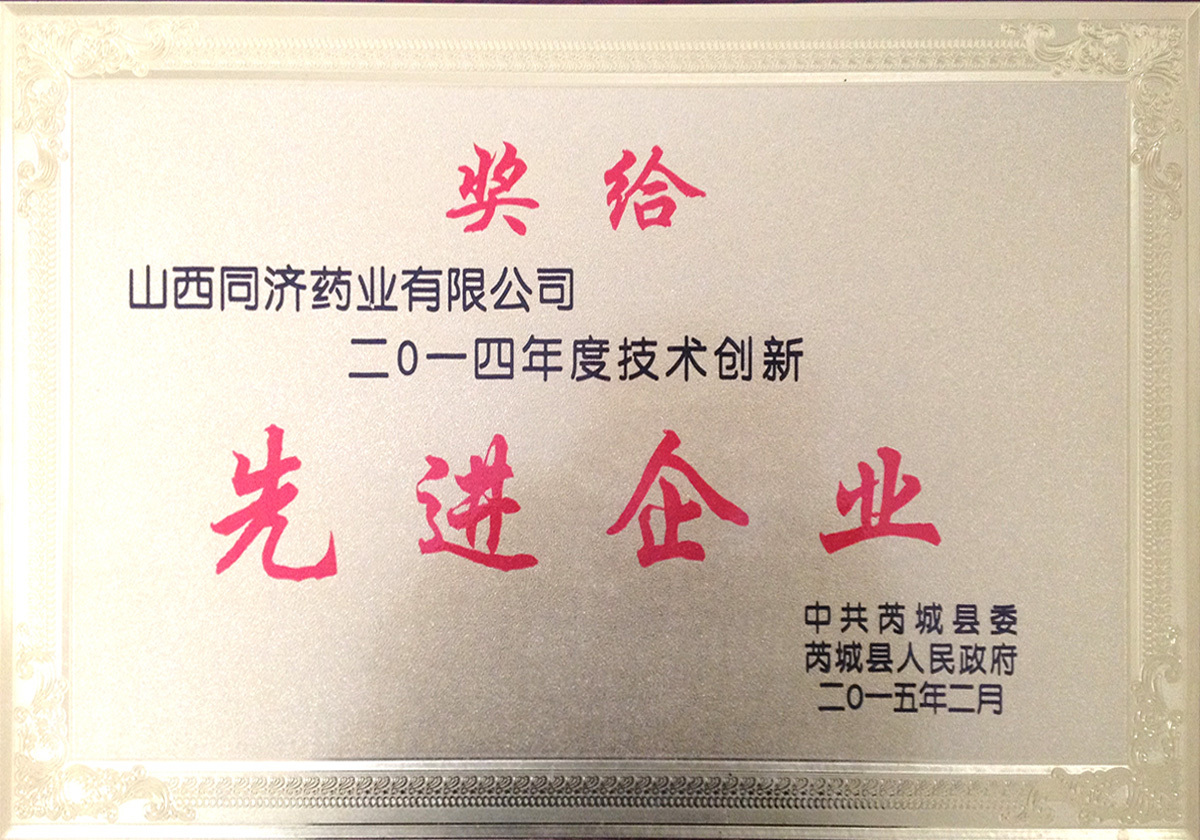 奖给
山西同济药业有限公司
二0一四年度技术创新
先进企业
中共芮城县委
芮城县人民政府
二0一五年二月